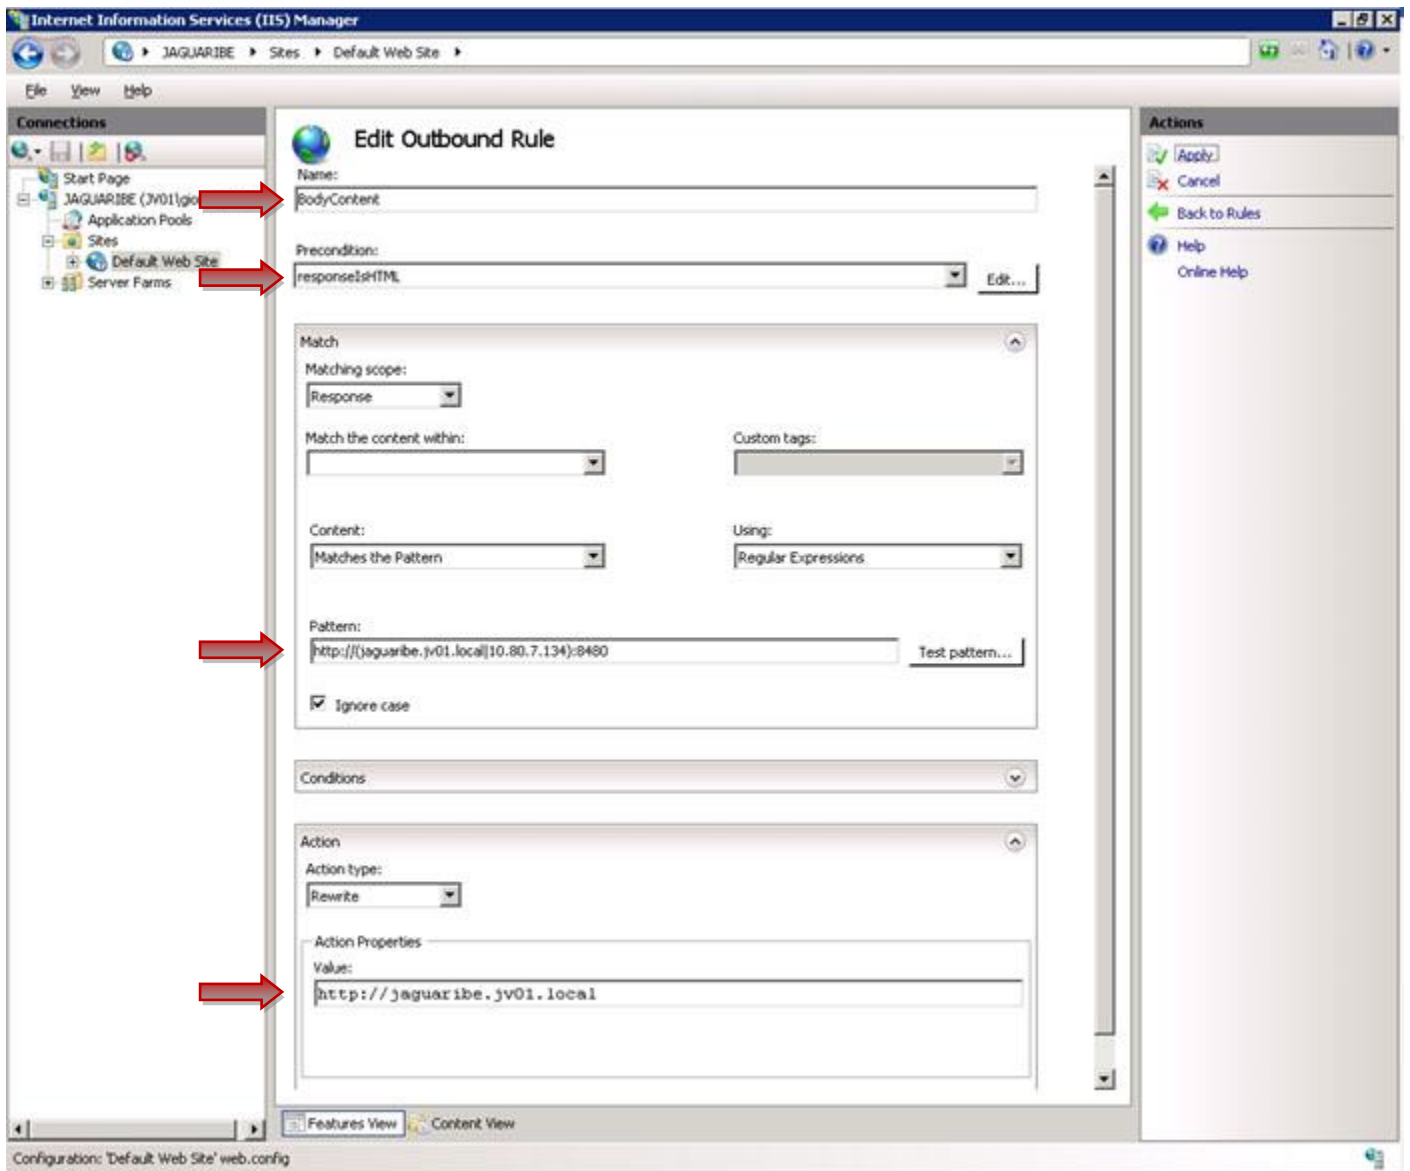 Internet Information Services (IIS) Manager
JAGUARIBE Sites Default Web Site
File View Help
Connections
Start Page
JAGUARIBE (JV01\gio
Application Pools
Sites
Default Web Site
Server Farms
Edit Outbound Rule
Name:
BodyContent
Precondition:
responseIsHTML
Edit...
Match
Matching scope:
Response
Match the content within:
Custom tags:
Content:
Using:
Matches the Pattern
Regular Expressions
Pattern:
http://(jaguaribe.jv01.local|10.80.7.134):8480
Test pattern...
Ignore case
Conditions
Action
Action type:
Rewrite
Action Properties
Value:
http://jaguaribe.jv01.local
Features View
Content View
Actions
Apply
Cancel
Back to Rules
Help
Online Help
Configuration: 'Default Web Site' web.config